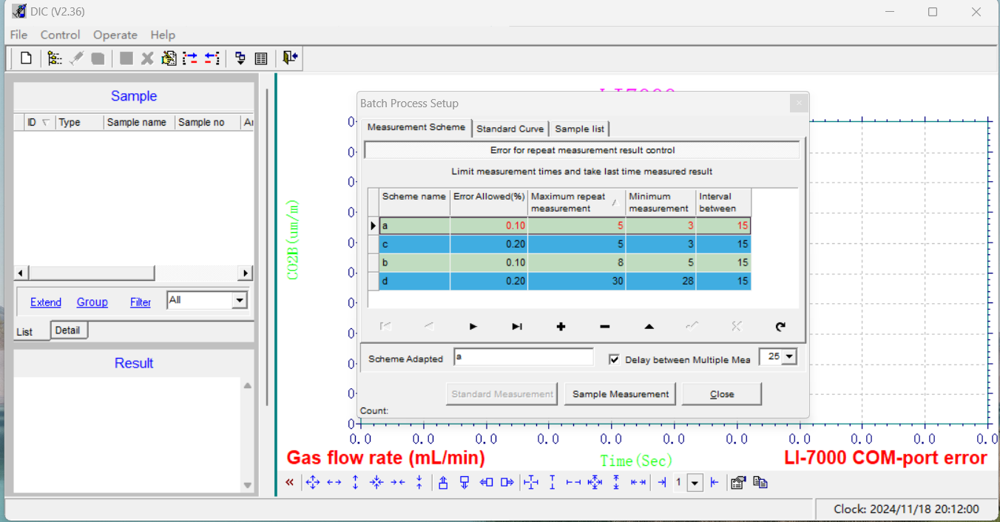 DIC (V2.36)
File Control Operate Help
Sample
ID Type Sample name Sample no
Extend Group Filter All
List Detail
Result
Batch Process Setup
Measurement Scheme Standard Curve Sample list
Error for repeat measurement result control
Limit measurement times and take last time measured result
Scheme name Error Allowed(%) Maximum repeat measurement Minimum measurement Interval between
a 0.10 5 3 15
c 0.20 5 3 15
b 0.10 8 5 15
d 0.20 30 28 15
Scheme Adapted a Delay between Multiple Mea 25
Standard Measurement Sample Measurement Close
Count:
CO2B(um/m)
0 0 0 0 0 0 0 0 0 0 0
0.0 0.0 0.0 0.0 0.0 0.0 0.0 0.0 0.0 0.0 0.0
Gas flow rate (mL/min) Time(Sec) LI-7000 COM-port error
1
Clock: 2024/11/18 20:12:00